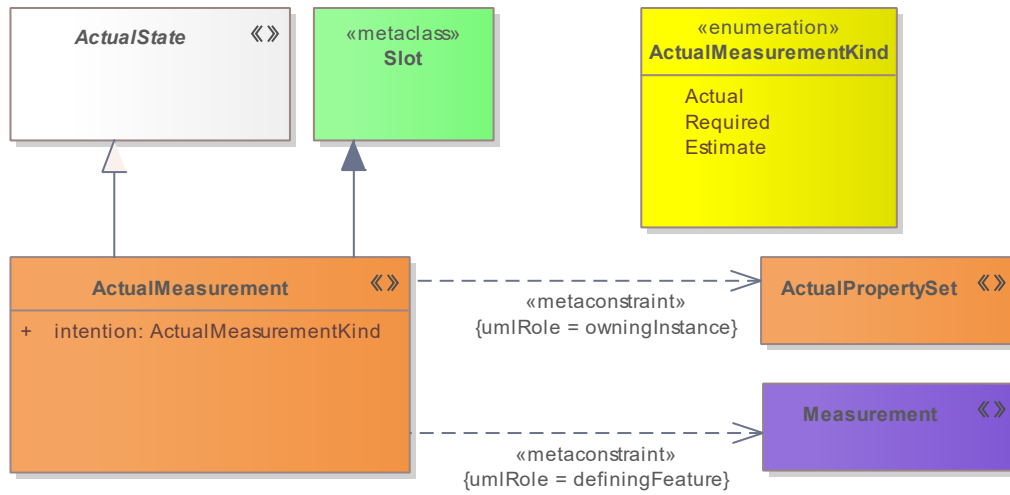 ActualState «»
«metaclass»
Slot
«enumeration»
ActualMeasurementKind
Actual
Required
Estimate
ActualMeasurement «»
+ intention: ActualMeasurementKind
«metaconstraint»
{umlRole = owningInstance}
ActualPropertySet «»
«metaconstraint»
{umlRole = definingFeature}
Measurement «»